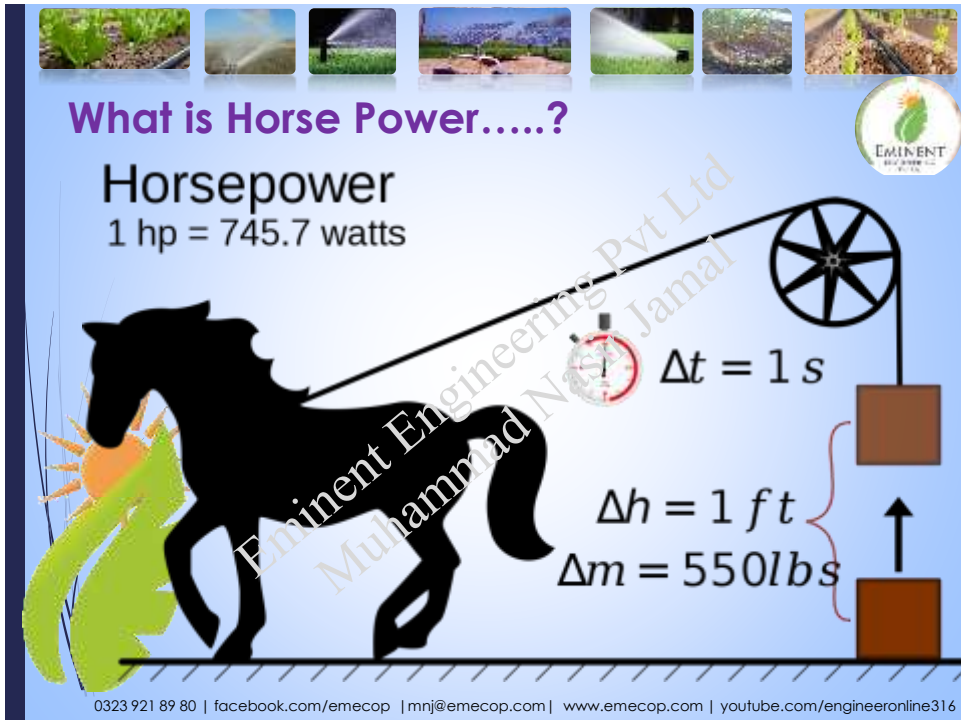 What is Horse Power.....?
EMINENT
Horsepower
1 hp = 745.7 watts
Eminent Engineering Pvt Ltd
Muhammad Nasir Jamal
Δt = 1 s
Δh = 1 ft
Δm = 550lbs
0323 921 89 80 | facebook.com/emecop |mnj@emecop.com| www.emecop.com | youtube.com/engineeronline316